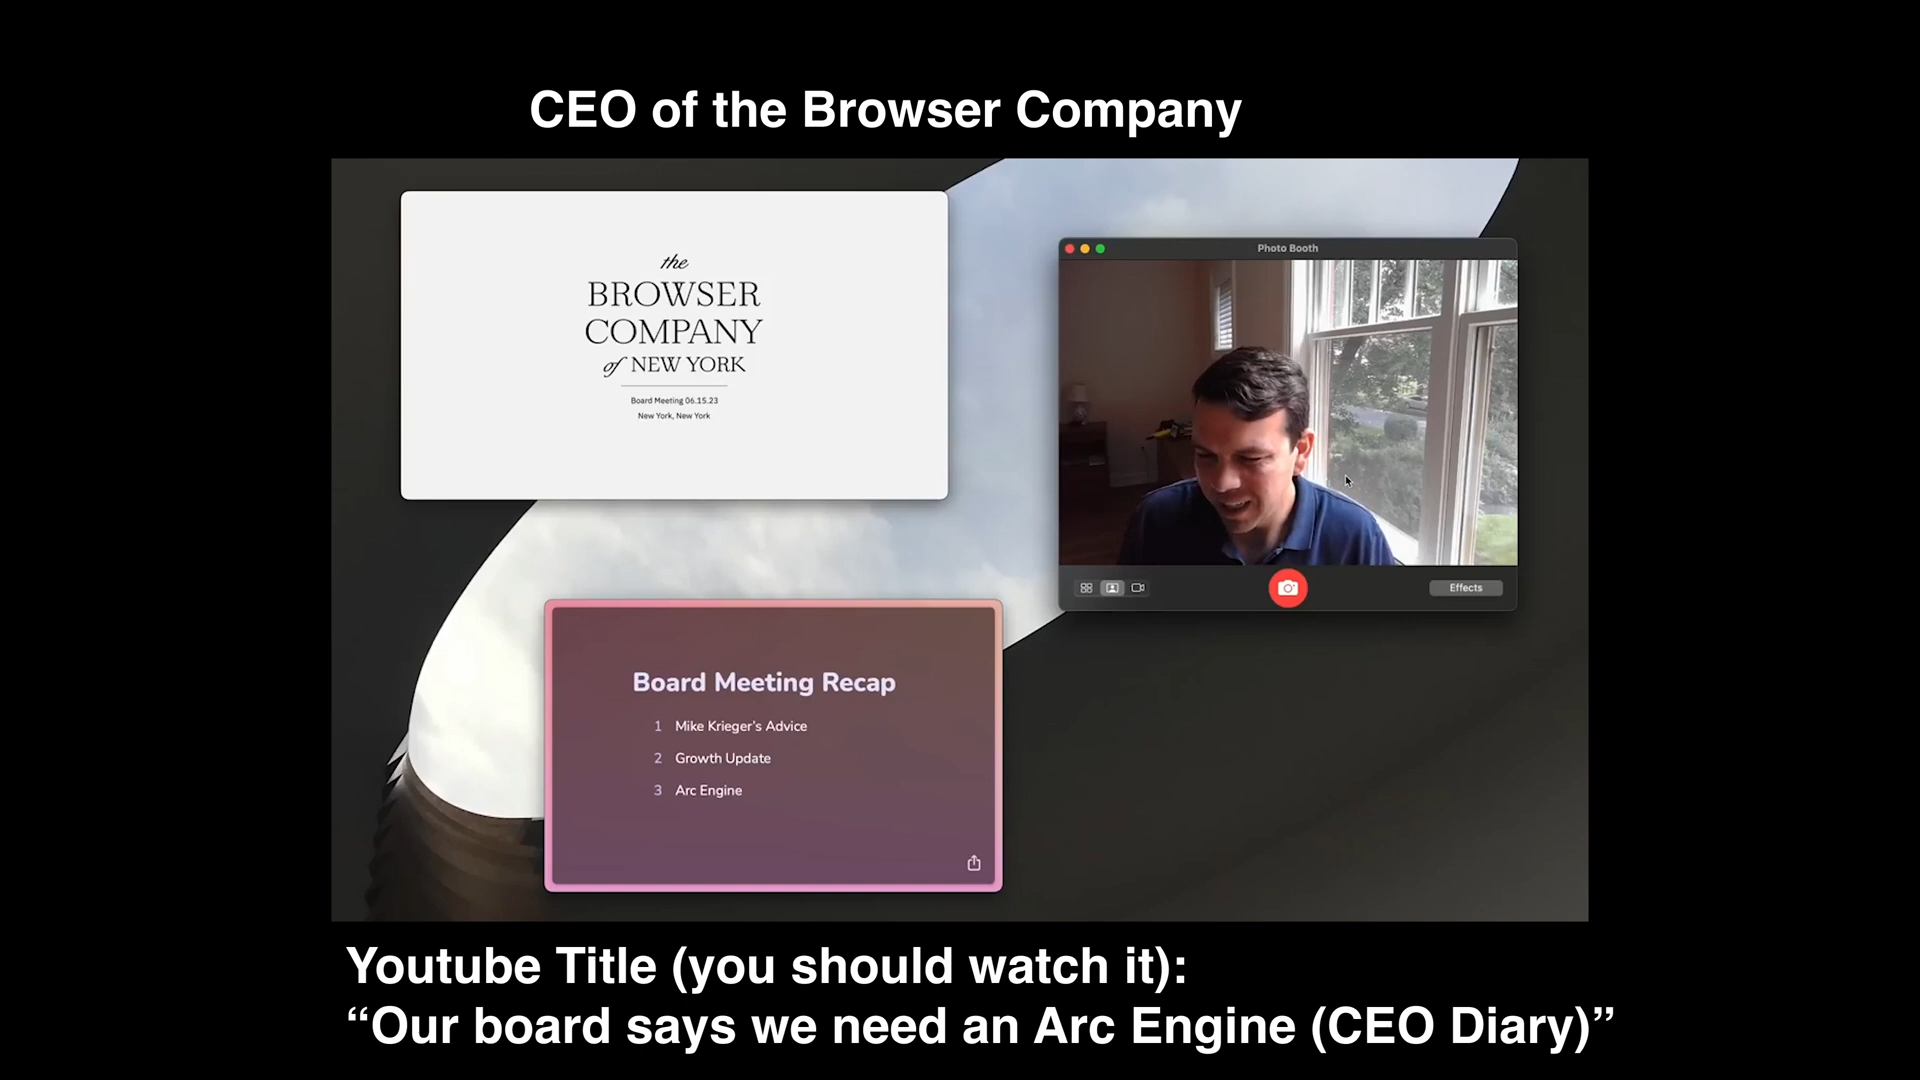 CEO of the Browser Company
the
BROWSER
COMPANY
of NEW YORK
Board Meeting 06.15.23
New York, New York
Photo Booth
Effects
Board Meeting Recap
1 Mike Krieger's Advice
2 Growth Update
3 Arc Engine
Youtube Title (you should watch it):
“Our board says we need an Arc Engine (CEO Diary)”